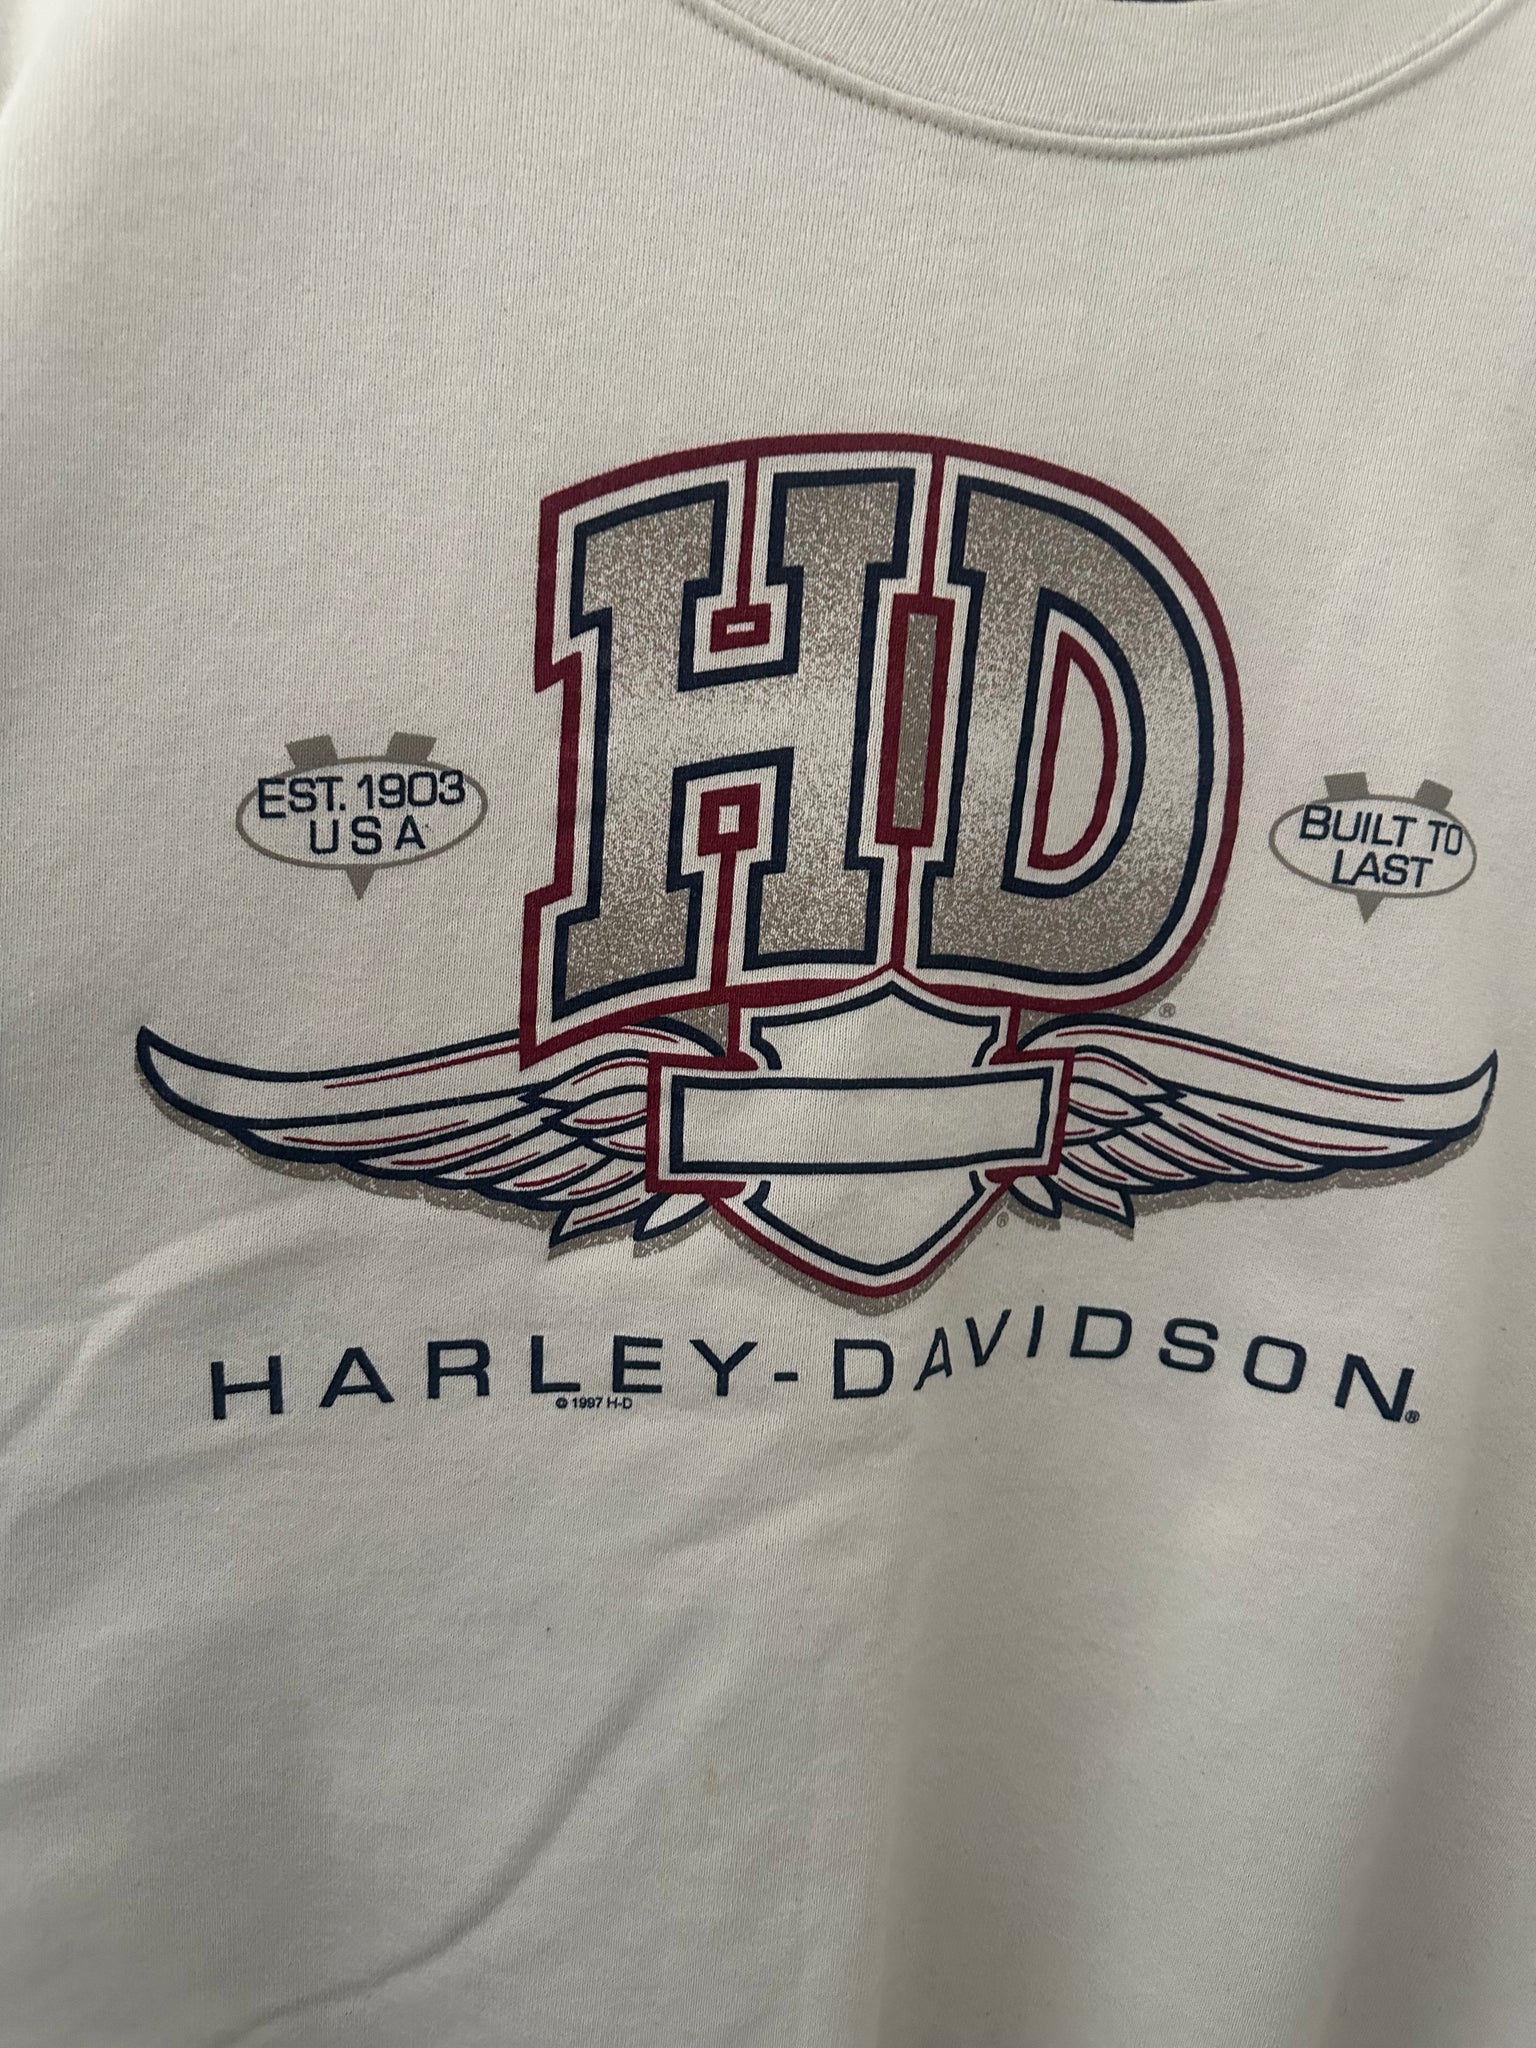 HD
EST. 1903
USA
BUILT TO
LAST
®
®
HARLEY-DAVIDSON®
© 1997 H-D